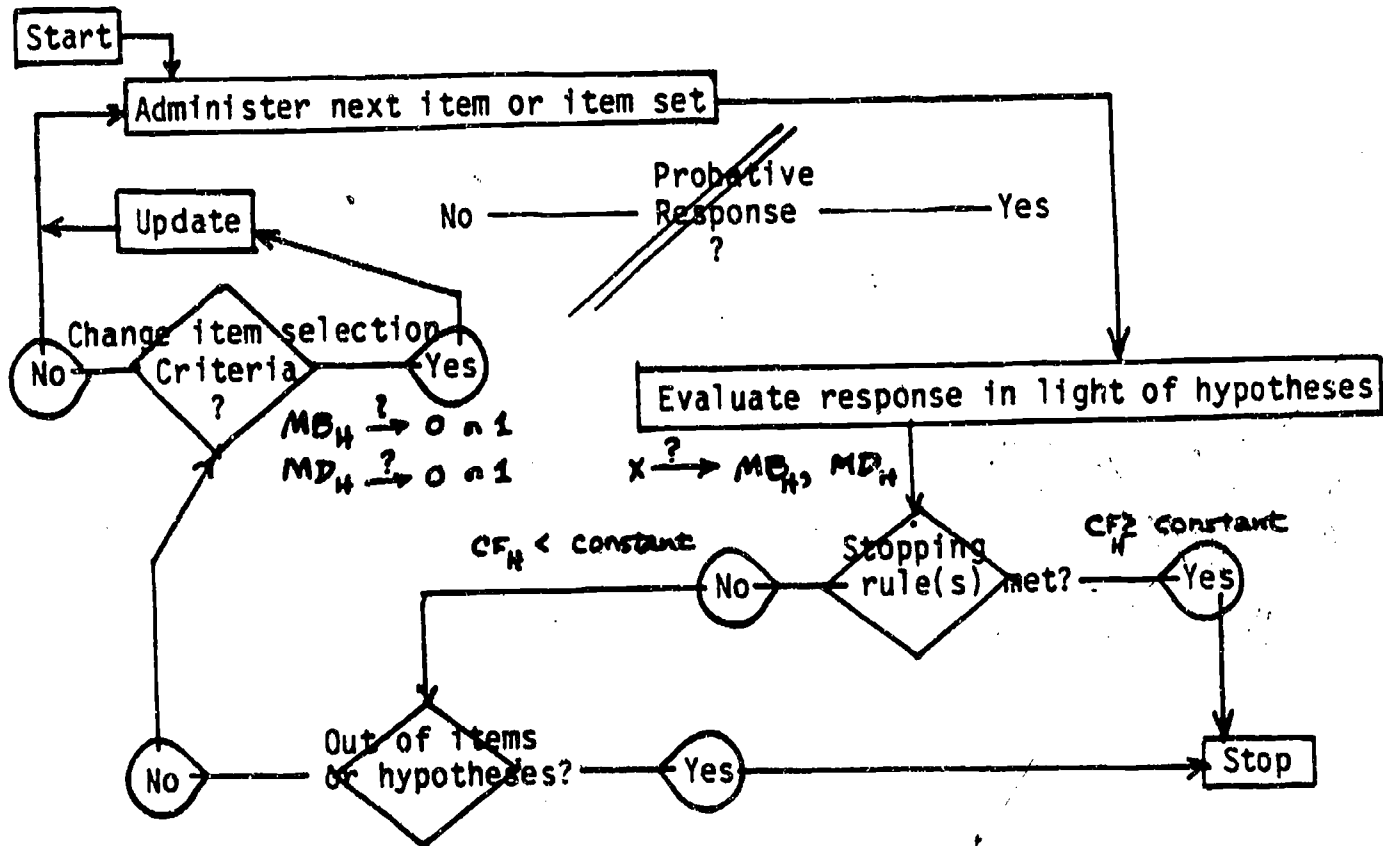 Start
Administer next item or item set
Probative
No Response Yes
?
Update
Change item selection
No Criteria Yes
?
MB_H ?→ 0 or 1
MD_H ?→ 0 or 1
Evaluate response in light of hypotheses
X ?→ MB_H, MD_H
CF_H < constant
CF_H ≥ constant
Stopping
No rule(s) met? Yes
Out of items
No or hypotheses? Yes
Stop